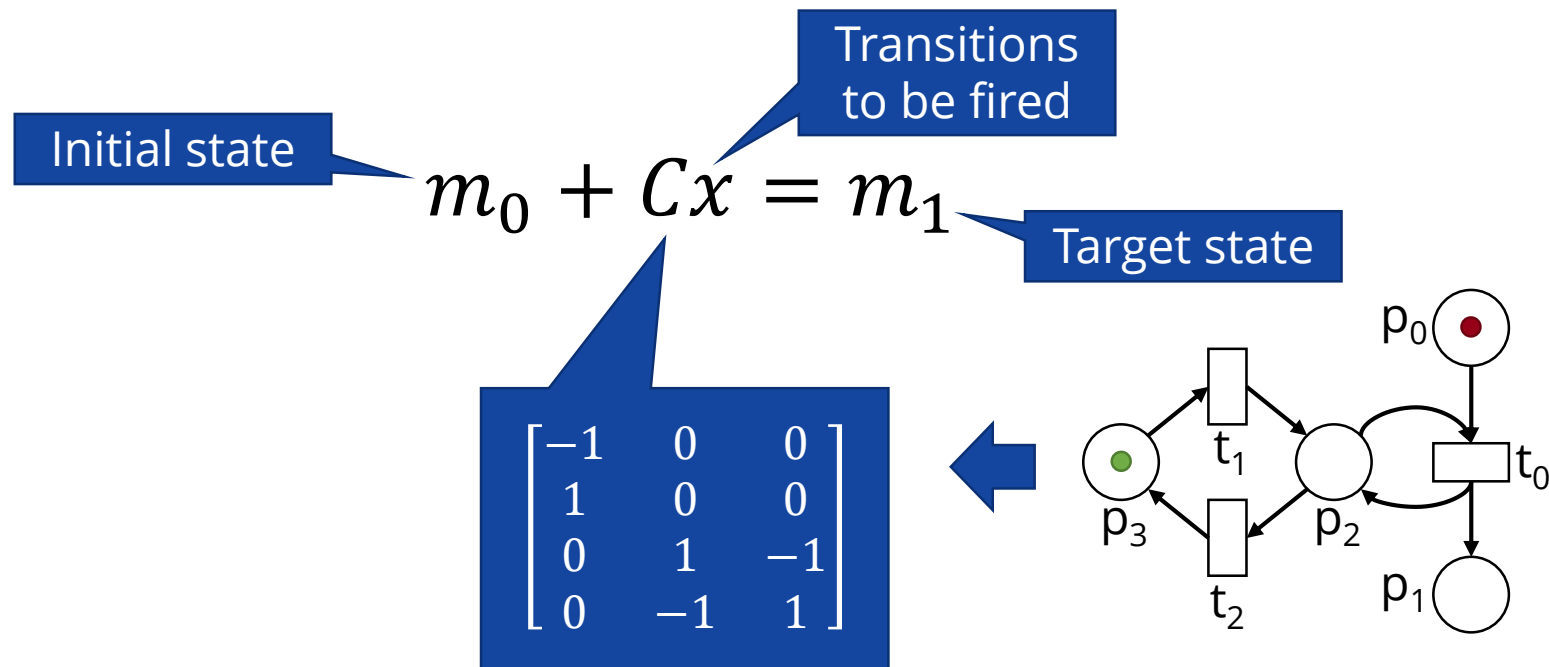 Transitions
to be fired
Initial state
m₀ + Cx = m₁
Target state
p₀
−1 0 0
1 0 0
0 1 −1
0 −1 1
t₁
t₀
p₃
p₂
t₂
p₁